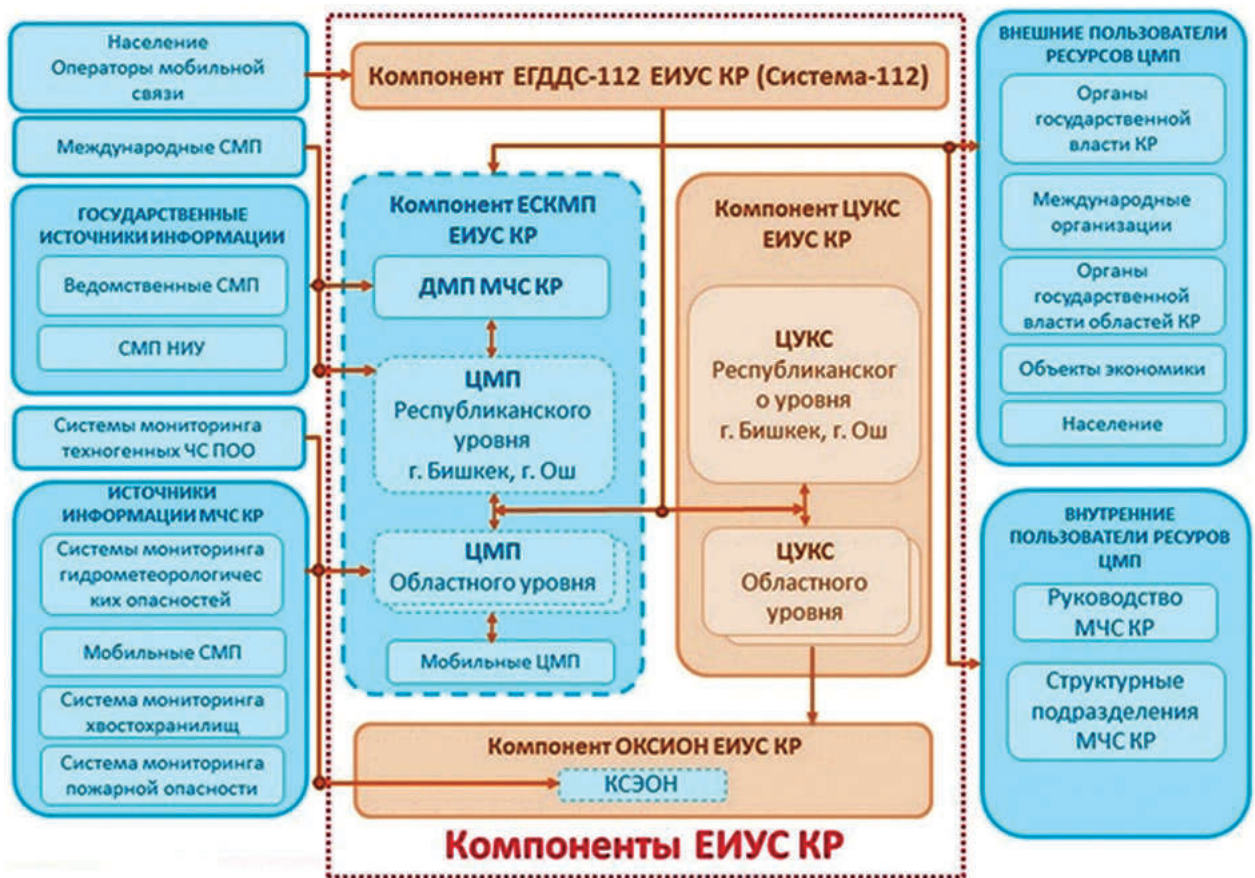 Население
Операторы мобильной
связи
Международные СМП
ГОСУДАРСТВЕННЫЕ
ИСТОЧНИКИ ИНФОРМАЦИИ
Ведомственные СМП
СМП НИУ
Системы мониторинга
техногенных ЧС ПОО
ИСТОЧНИКИ
ИНФОРМАЦИИ МЧС КР
Системы мониторинга
гидрометеорологичес
ких опасностей
Мобильные СМП
Система мониторинга
хвостохранилищ
Система мониторинга
пожарной опасности
Компонент ЕГДДС-112 ЕИУС КР (Система-112)
Компонент ЕСКМП
ЕИУС КР
ДМП МЧС КР
ЦМП
Республиканского
уровня
г. Бишкек, г. Ош
ЦМП
Областного уровня
Мобильные ЦМП
Компонент ЦУКС
ЕИУС КР
ЦУКС
Республиканског
о уровня
г. Бишкек, г. Ош
ЦУКС
Областного
уровня
Компонент ОКСИОН ЕИУС КР
КСЭОН
Компоненты ЕИУС КР
ВНЕШНИЕ ПОЛЬЗОВАТЕЛИ
РЕСУРСОВ ЦМП
Органы
государственной
власти КР
Международные
организации
Органы
государственной
власти областей КР
Объекты экономики
Население
ВНУТРЕННИЕ
ПОЛЬЗОВАТЕЛИ РЕСУРОВ
ЦМП
Руководство
МЧС КР
Структурные
подразделения
МЧС КР